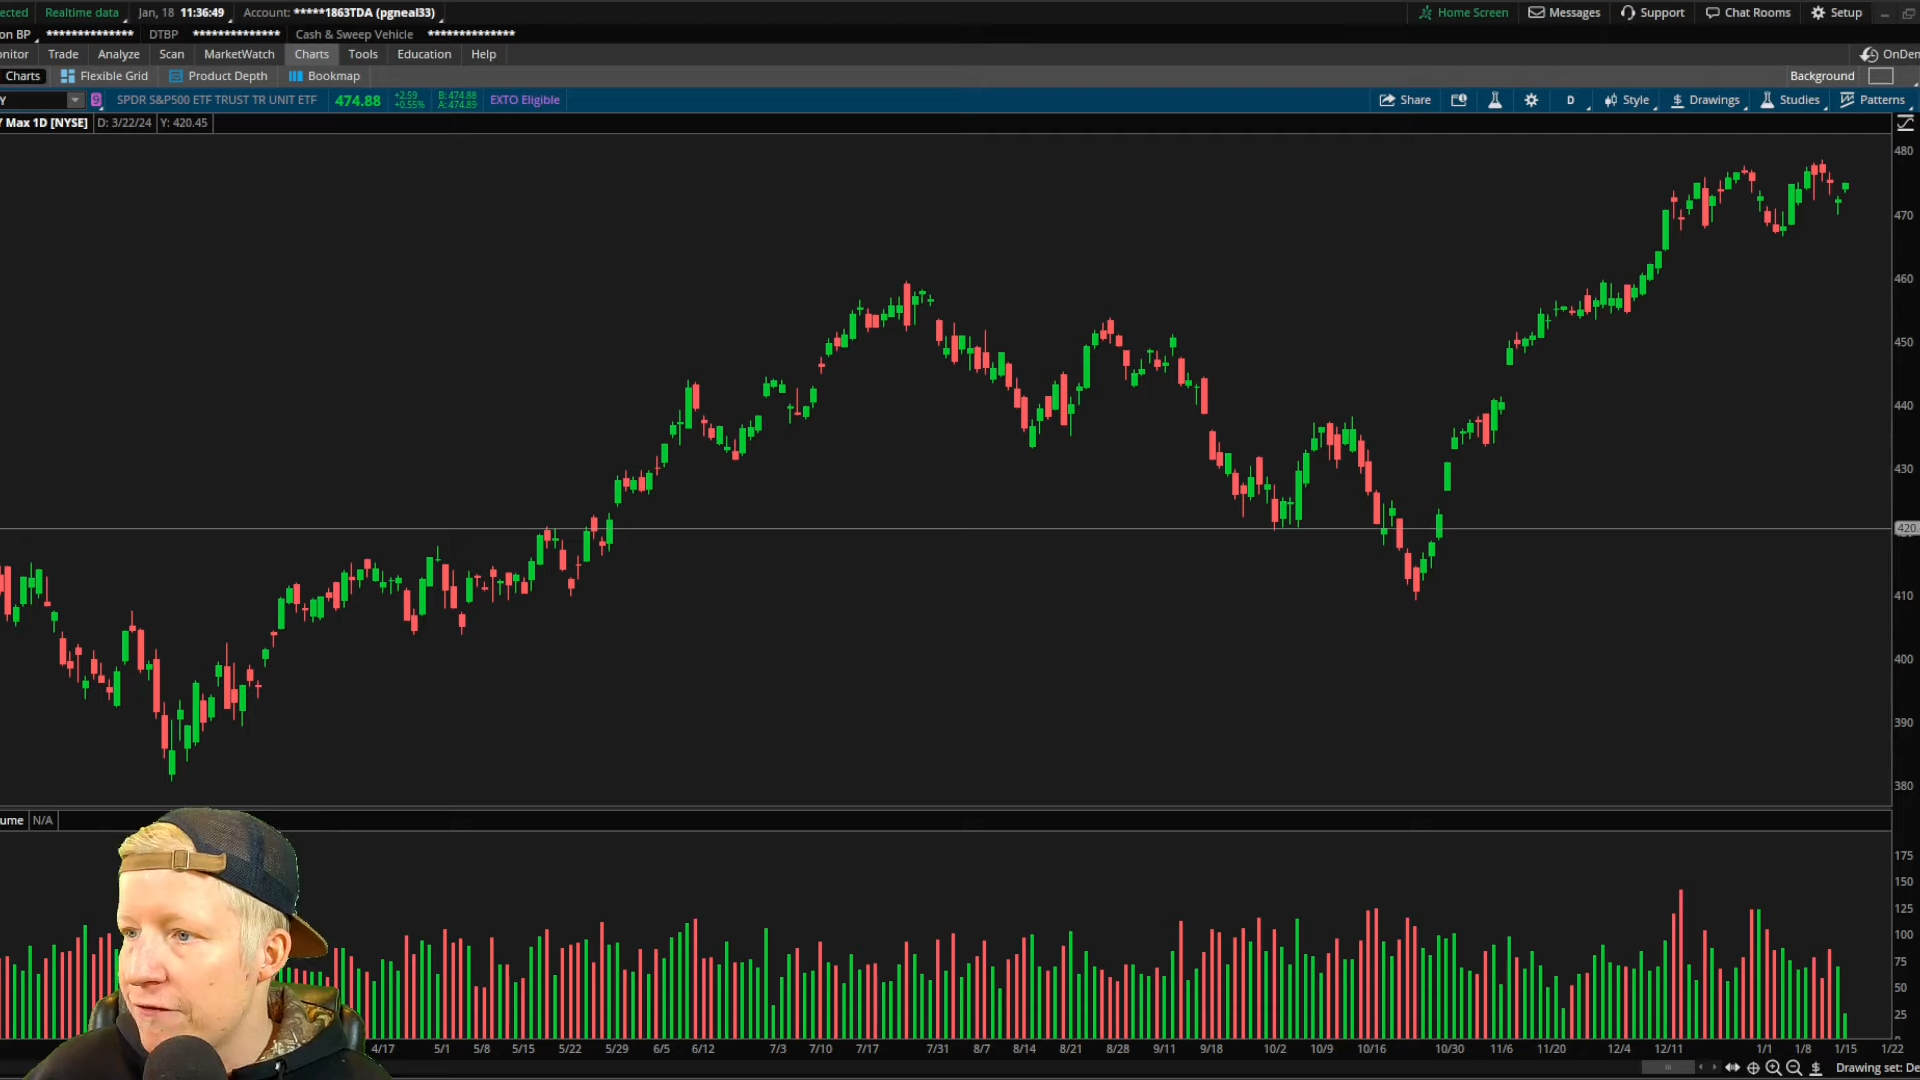 ected Realtime data Jan, 18 11:36:49 Account: *****1863TDA (pgneal33) Home Screen Messages Support Chat Rooms Setup
on BP ************** DTBP ************** Cash & Sweep Vehicle **************
onitor Trade Analyze Scan MarketWatch Charts Tools Education Help OnDem
Charts Flexible Grid Product Depth Bookmap Background
Y 9 SPDR S&P500 ETF TRUST TR UNIT ETF 474.88 +2.59 +0.55% B: 474.88 A: 474.89 EXTO Eligible Share D Style $ Drawings Studies Patterns
Y Max 1D [NYSE] D: 3/22/24 Y: 420.45
480
470
460
450
440
430
420.
410
400
390
380
ume N/A
175
150
125
100
75
50
25
4/17 5/1 5/8 5/15 5/22 5/29 6/5 6/12 7/3 7/10 7/17 7/31 8/7 8/14 8/21 8/28 9/11 9/18 10/2 10/9 10/16 10/30 11/6 11/20 12/4 12/11 1/1 1/8 1/15 1/22
$ Drawing set: De